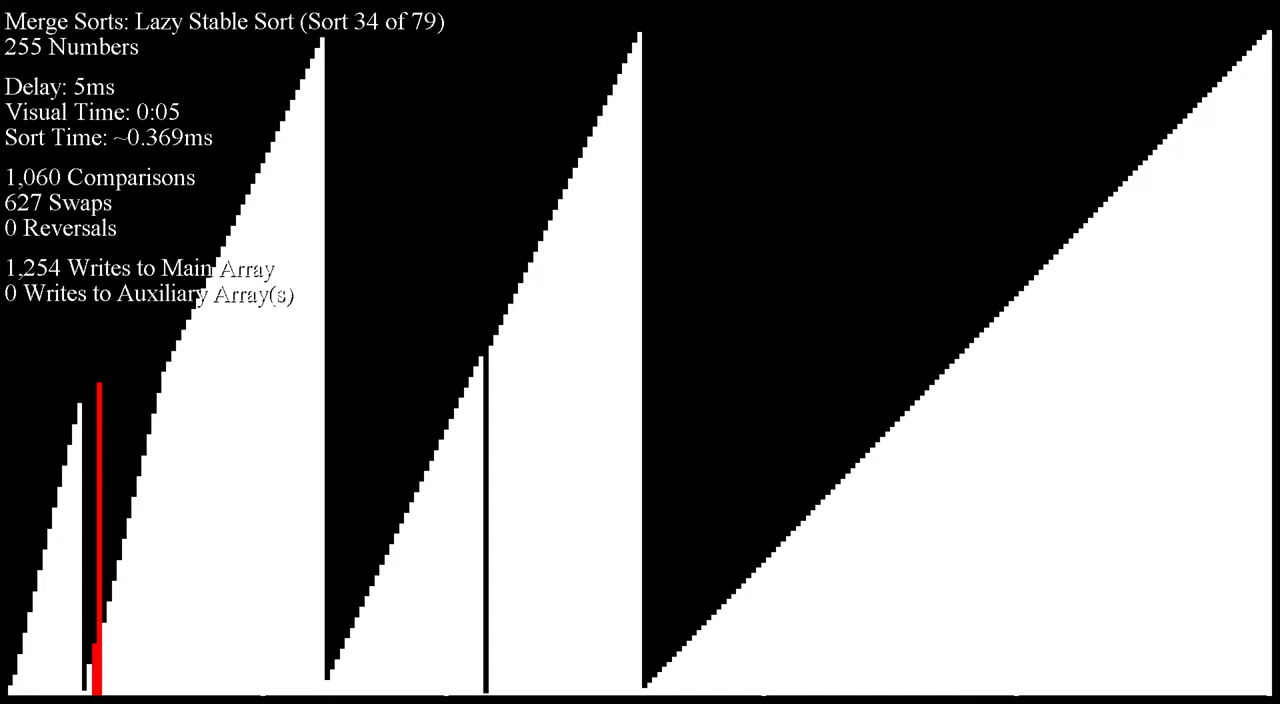 Merge Sorts: Lazy Stable Sort (Sort 34 of 79)
255 Numbers
Delay: 5ms
Visual Time: 0:05
Sort Time: ~0.369ms
1,060 Comparisons
627 Swaps
0 Reversals
1,254 Writes to Main Array
0 Writes to Auxiliary Array(s)